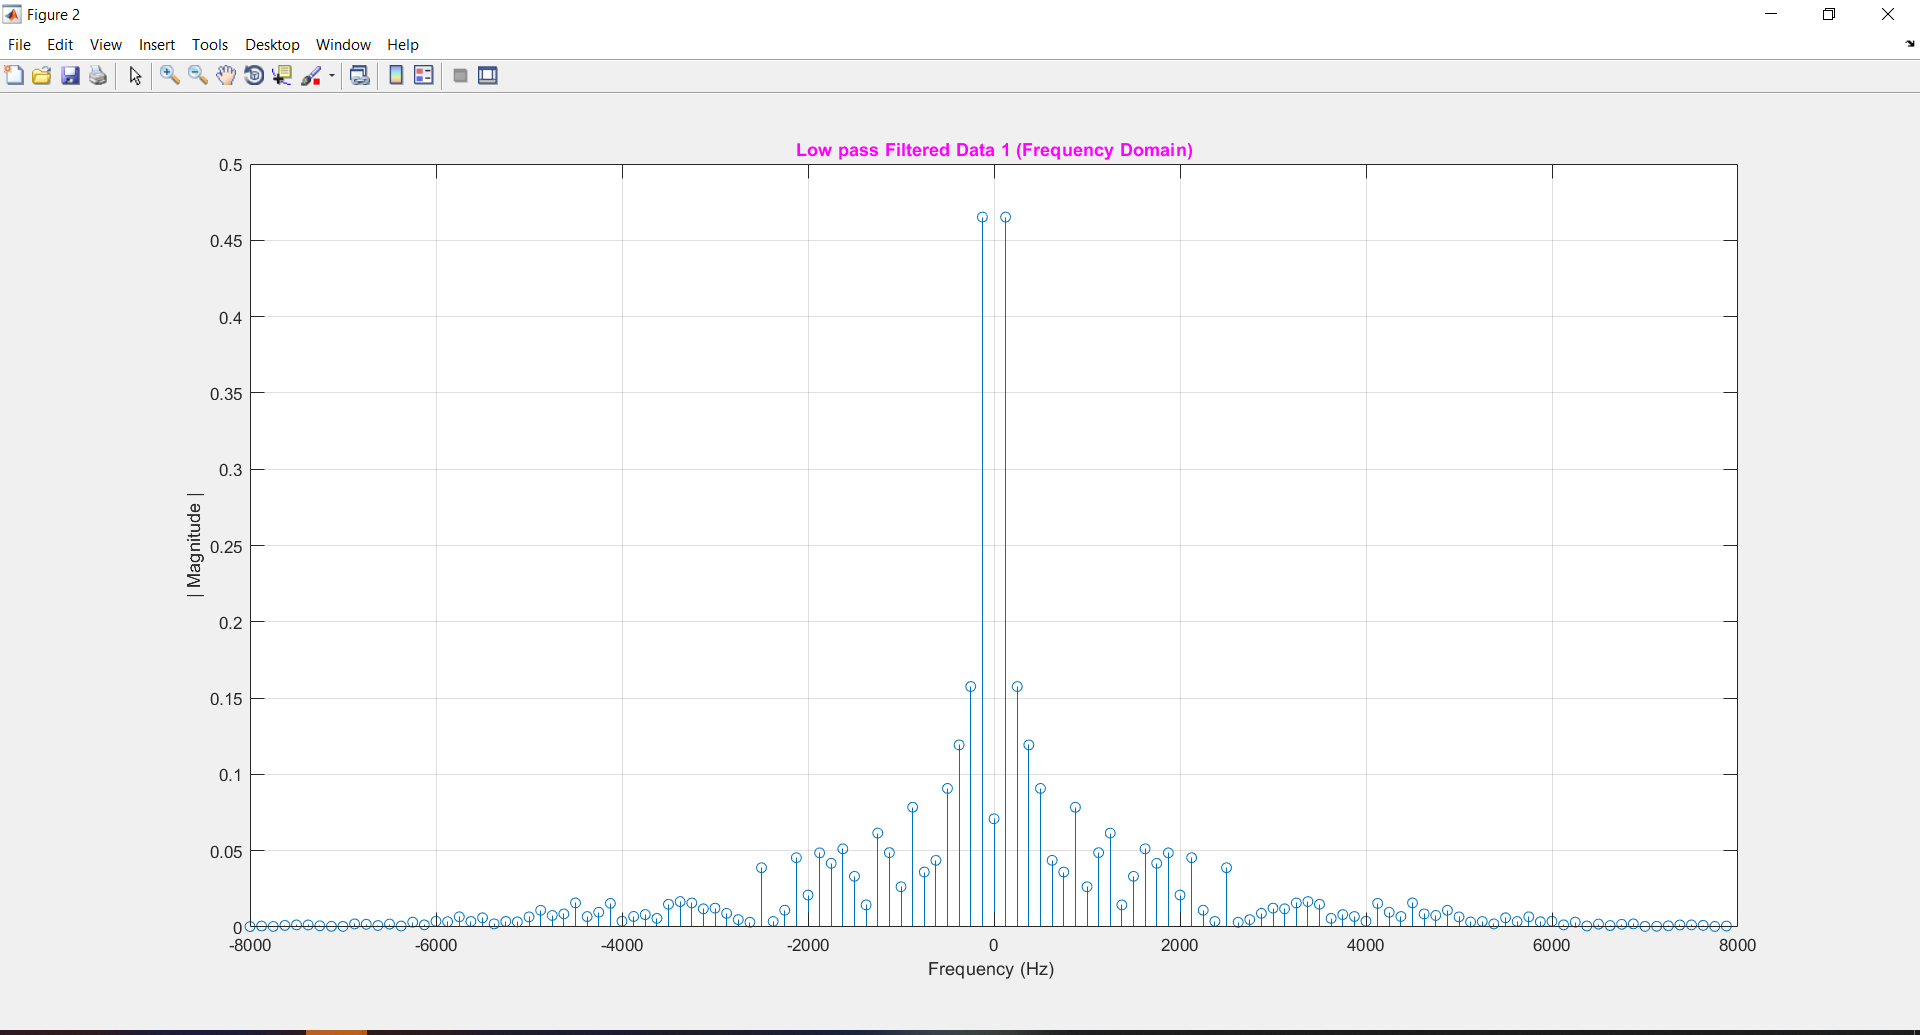 Figure 2
File Edit View Insert Tools Desktop Window Help
Low pass Filtered Data 1 (Frequency Domain)
0.5
0.45
0.4
0.35
0.3
0.25
0.2
0.15
0.1
0.05
0
| Magnitude |
-8000 -6000 -4000 -2000 0 2000 4000 6000 8000
Frequency (Hz)